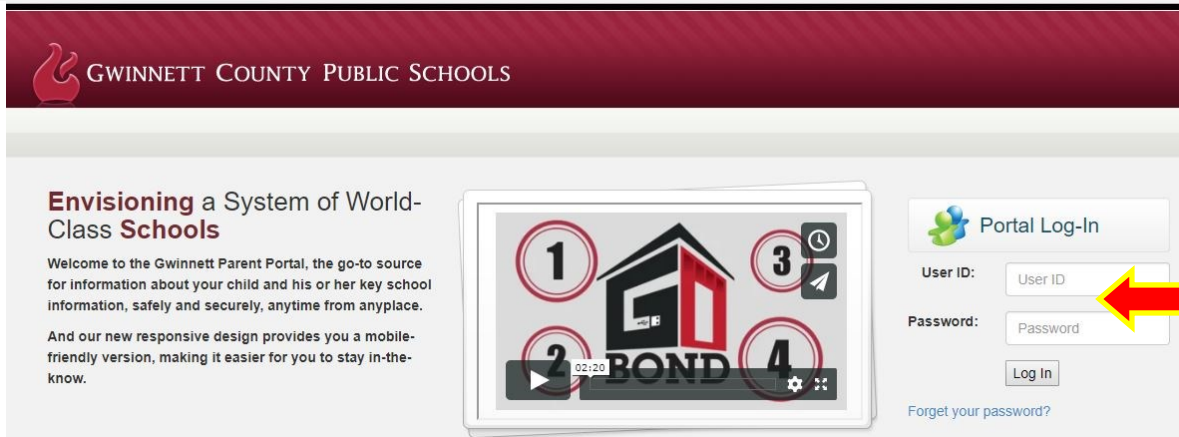 GWINNETT COUNTY PUBLIC SCHOOLS
Envisioning a System of World-
Class Schools
Welcome to the Gwinnett Parent Portal, the go-to source
for information about your child and his or her key school
information, safely and securely, anytime from anyplace.
And our new responsive design provides you a mobile-
friendly version, making it easier for you to stay in-the-
know.
1
3
GO
2
BOND
4
02:20
Portal Log-In
User ID:
User ID
Password:
Password
Log In
Forget your password?